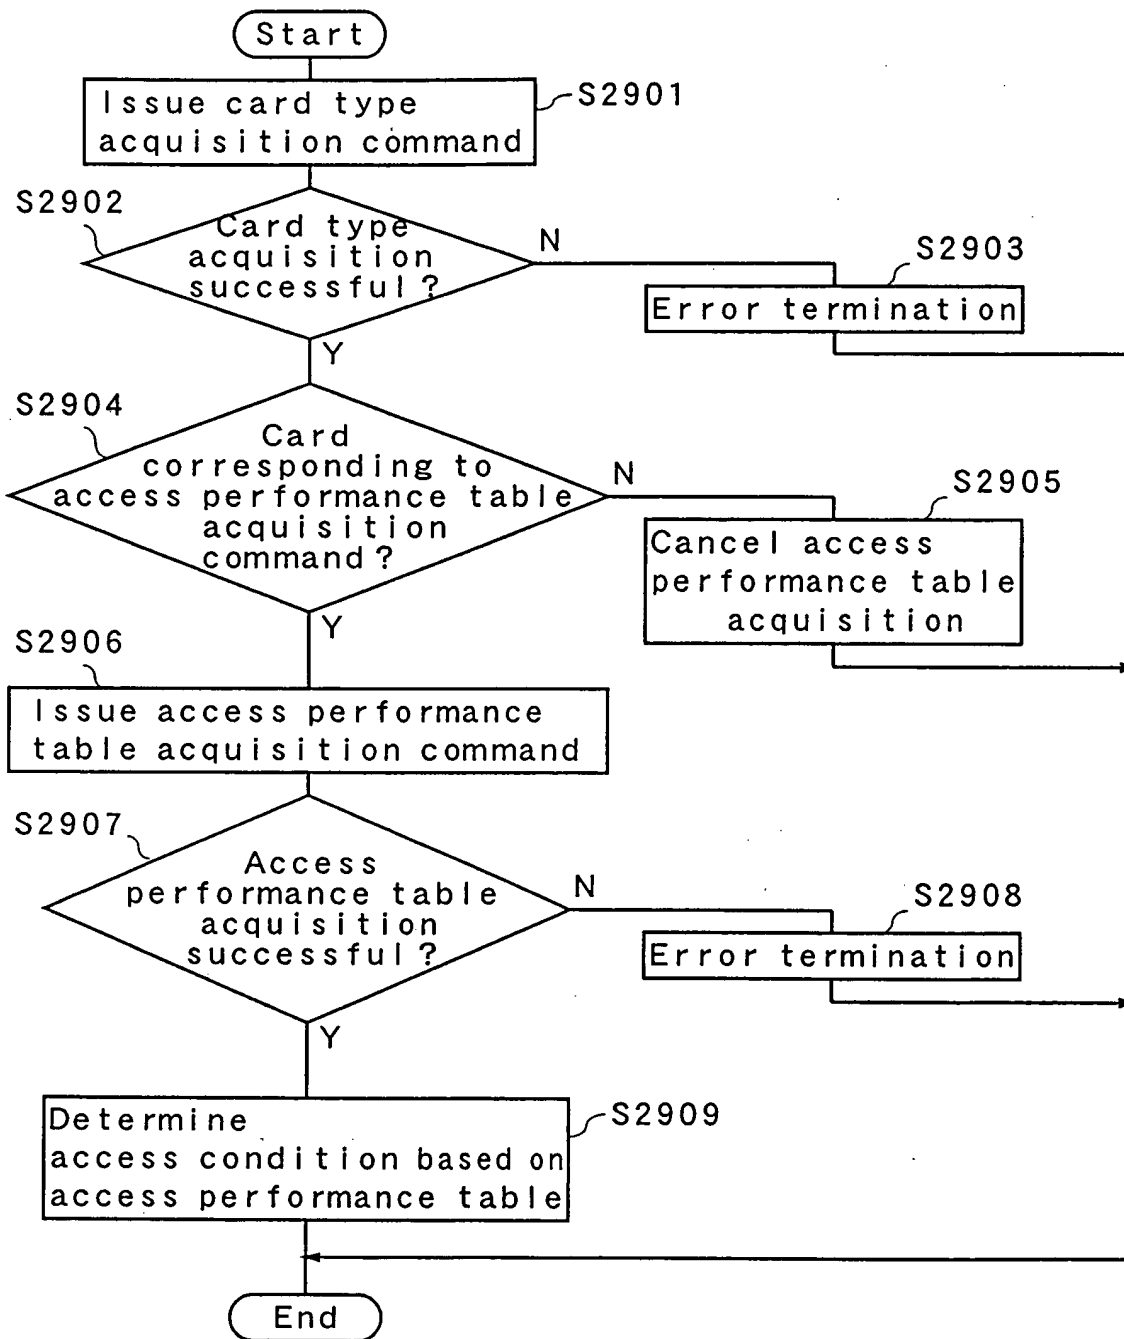 Start
Issue card type
acquisition command
S2901
S2902
Card type
acquisition
successful?
N
S2903
Error termination
Y
S2904
Card
corresponding to
access performance table
acquisition
command?
N
S2905
Cancel access
performance table
acquisition
Y
S2906
Issue access performance
table acquisition command
S2907
Access
performance table
acquisition
successful?
N
S2908
Error termination
Y
Determine
access condition based on
access performance table
S2909
End